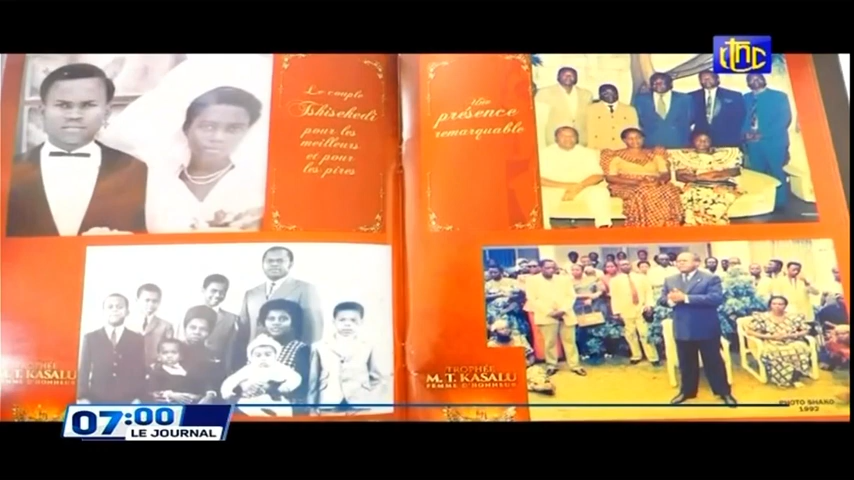 rtnc
Le couple
Tshisekedi
pour les
meilleurs
et pour
les pires
Une
présence
remarquable
TROPHÉE
M.T. KASALU
FEMME D'HONNEUR
TROPHÉE
M.T. KASALU
FEMME D'HONNEUR
PHOTO SHAKO
1992
07:00
LE JOURNAL